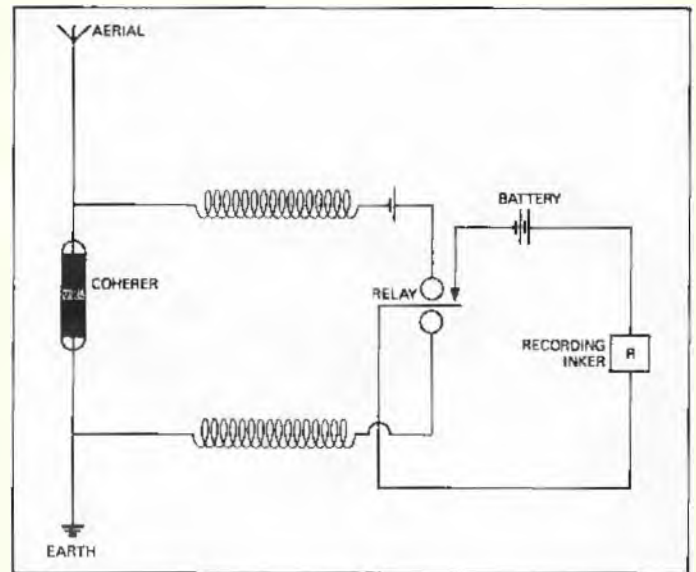 AERIAL
BATTERY
COHERER
RELAY
RECORDING
INKER
R
EARTH